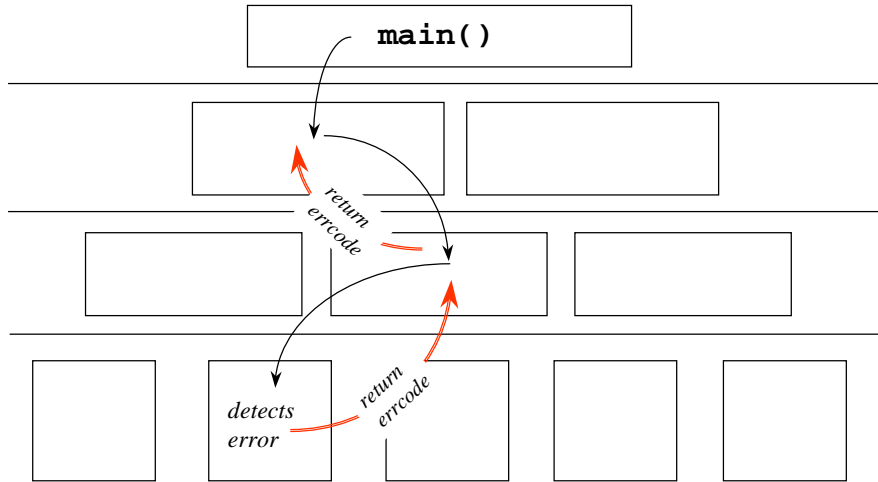 main()
return
errcode
return
errcode
detects
error